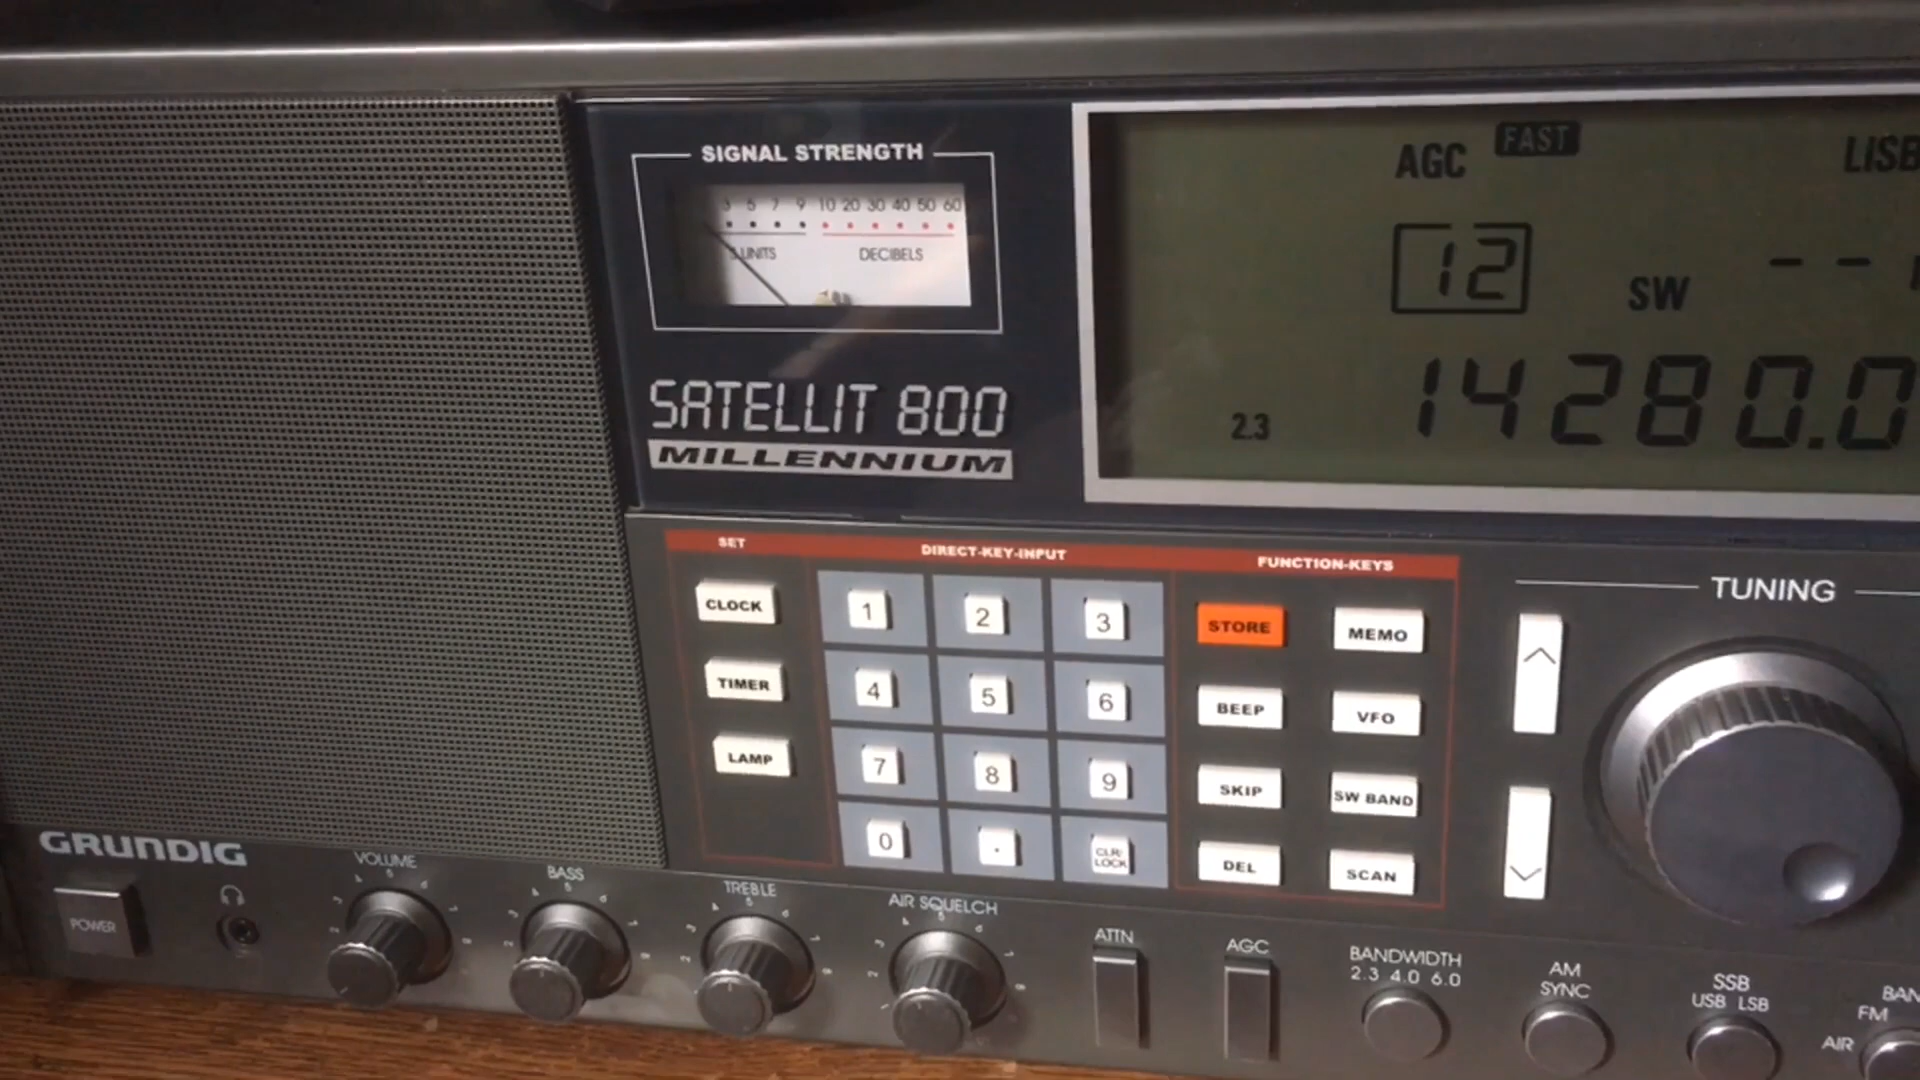 SIGNAL STRENGTH
3 5 7 9 10 20 30 40 50 60
S UNITS DECIBELS
SATELLIT 800
MILLENNIUM
AGC FAST
12 SW
2.3 14280.0
SET DIRECT-KEY-INPUT FUNCTION-KEYS
CLOCK 1 2 3 STORE MEMO
TIMER 4 5 6 BEEP VFO
LAMP 7 8 9 SKIP SW BAND
0 . CLR/LOCK DEL SCAN
TUNING
GRUNDIG
POWER
VOLUME
BASS
TREBLE
AIR SQUELCH
ATTN
AGC
BANDWIDTH
2.3 4.0 6.0
AM
SYNC
SSB
USB LSB
FM
AIR